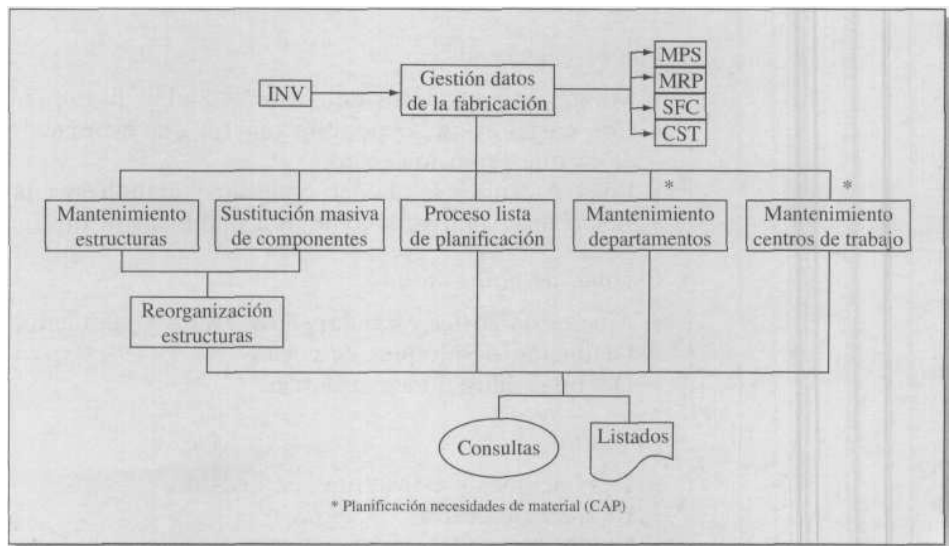 MPS
Gestión datos
de la fabricación
INV
MRP
SFC
CST
*
*
Mantenimiento
estructuras
Sustitución masiva
de componentes
Proceso lista
de planificación
Mantenimiento
departamentos
Mantenimiento
centros de trabajo
Reorganización
estructuras
Consultas
Listados
* Planificación necesidades de material (CAP)